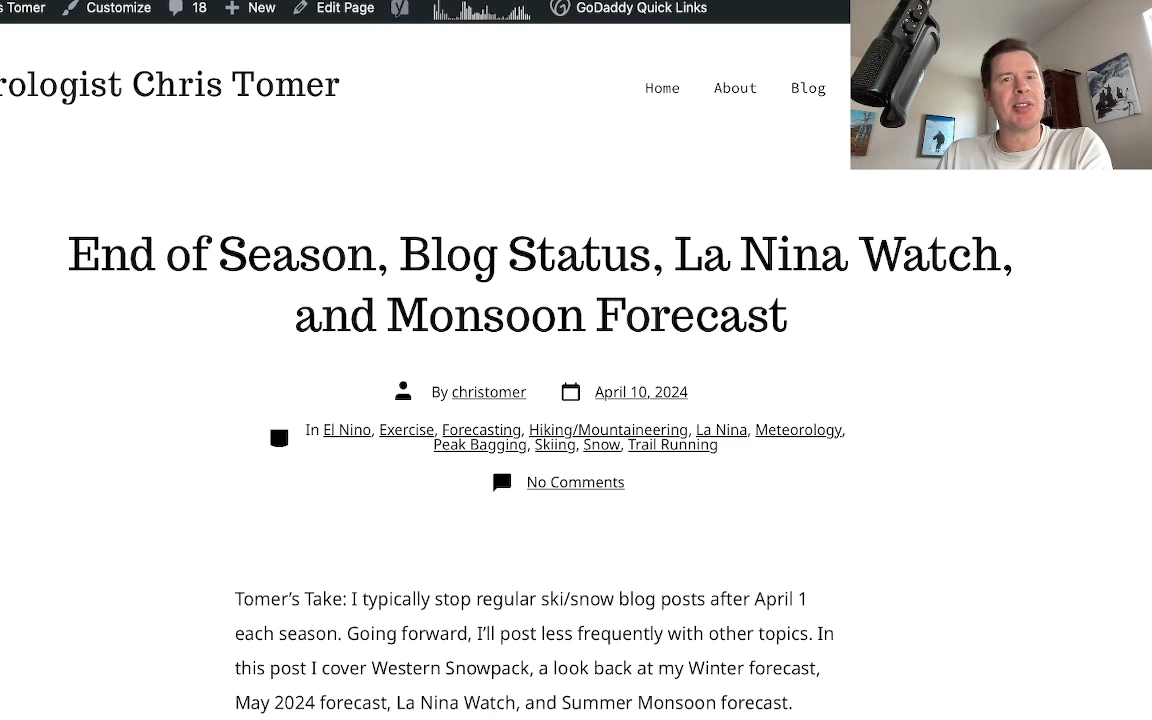 s Tomer Customize 18 New Edit Page GoDaddy Quick Links
rologist Chris Tomer
Home About Blog
End of Season, Blog Status, La Nina Watch,
and Monsoon Forecast
By christomer April 10, 2024
In El Nino, Exercise, Forecasting, Hiking/Mountaineering, La Nina, Meteorology,
Peak Bagging, Skiing, Snow, Trail Running
No Comments
Tomer’s Take: I typically stop regular ski/snow blog posts after April 1
each season. Going forward, I’ll post less frequently with other topics. In
this post I cover Western Snowpack, a look back at my Winter forecast,
May 2024 forecast, La Nina Watch, and Summer Monsoon forecast.